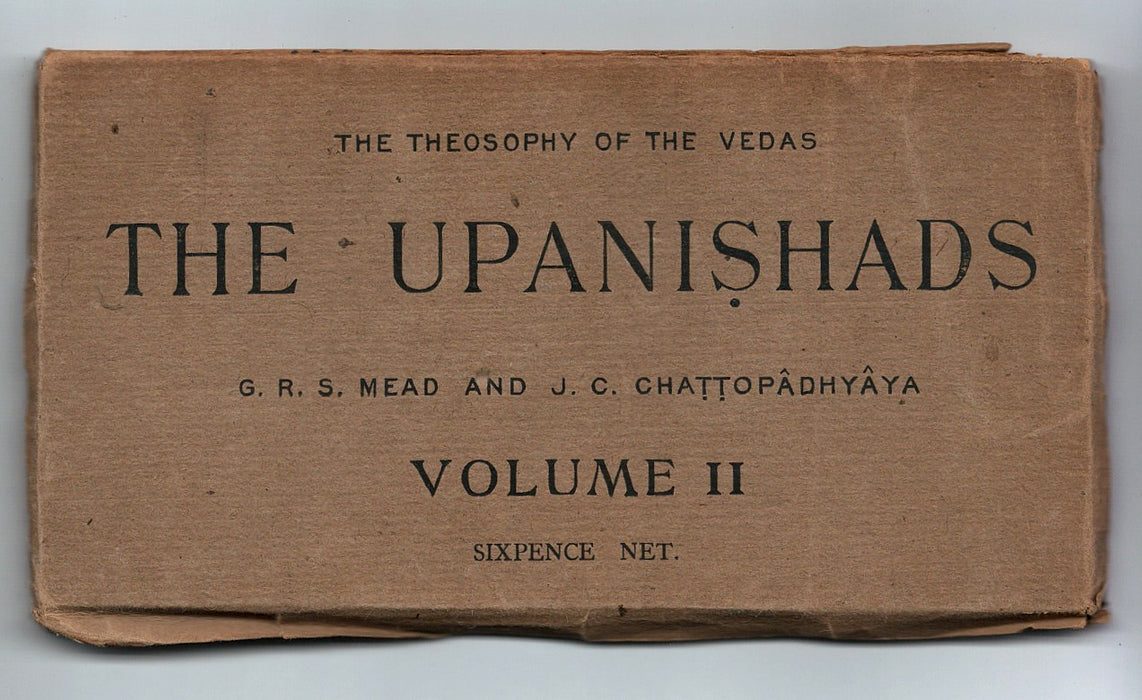 THE THEOSOPHY OF THE VEDAS
THE UPANIṢHADS
G. R. S. MEAD AND J. C. CHAṬṬOPÂDHYÂYA
VOLUME II
SIXPENCE NET.